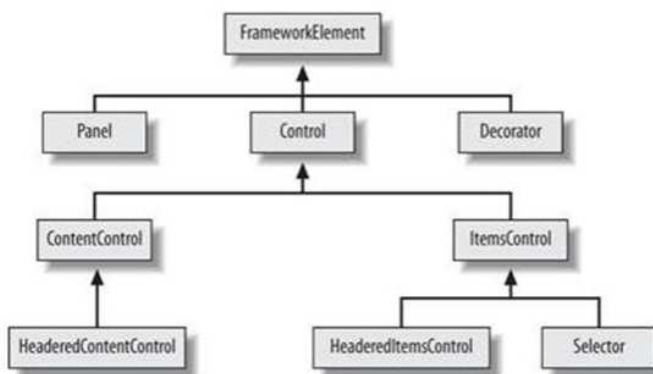 FrameworkElement
Panel
Control
Decorator
ContentControl
ItemsControl
HeaderedContentControl
HeaderedItemsControl
Selector